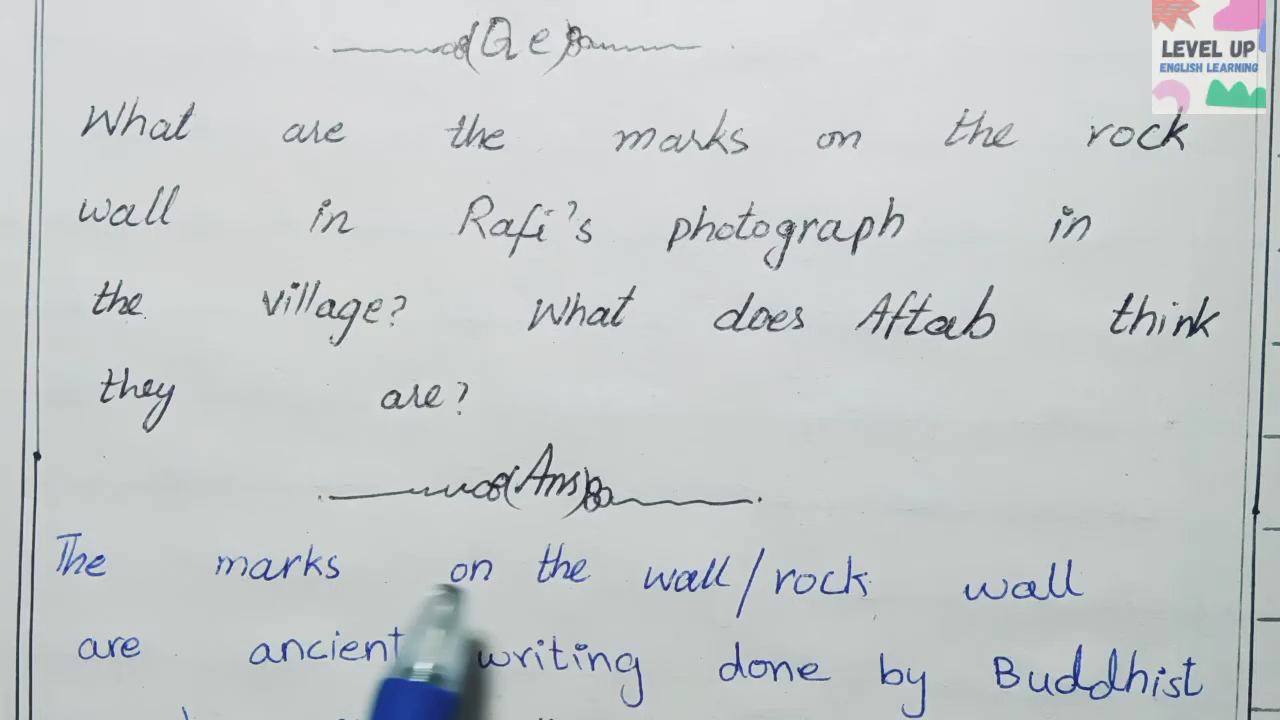 LEVEL UP
ENGLISH LEARNING
(Q e)
What are the marks on the rock
wall in Rafi's photograph in
the village? What does Aftab think
they are?
(Ans)
The marks on the wall/rock wall
are ancient writing done by Buddhist